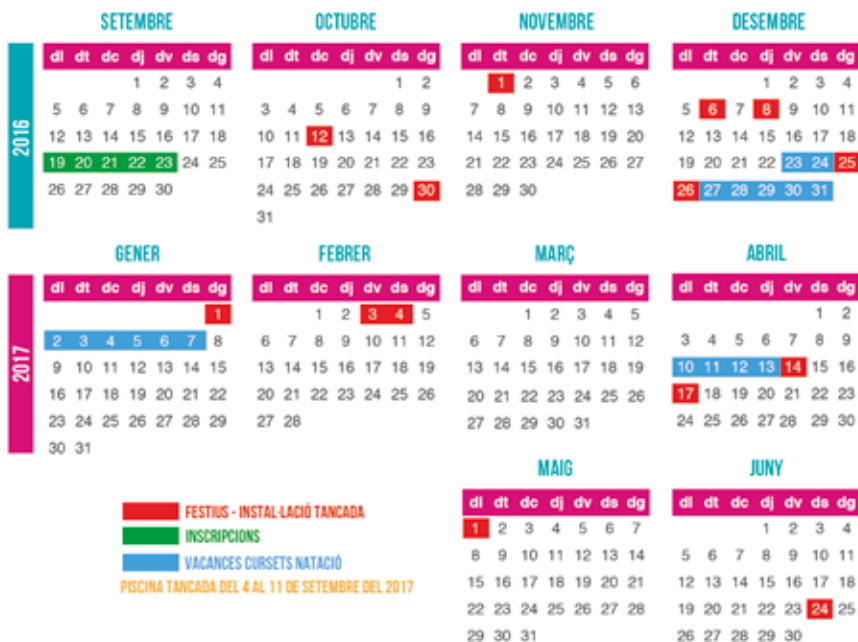 SETEMBRE OCTUBRE NOVEMBRE DESEMBRE
2016
dl dt dc dj dv ds dg dl dt dc dj dv ds dg dl dt dc dj dv ds dg dl dt dc dj dv ds dg
1 2 3 4 1 2 1 2 3 4 5 6 1 2 3 4
5 6 7 8 9 10 11 3 4 5 6 7 8 9 7 8 9 10 11 12 13 5 6 7 8 9 10 11
12 13 14 15 16 17 18 10 11 12 13 14 15 16 14 15 16 17 18 19 20 12 13 14 15 16 17 18
19 20 21 22 23 24 25 17 18 19 20 21 22 23 21 22 23 24 25 26 27 19 20 21 22 23 24 25
26 27 28 29 30 24 25 26 27 28 29 30 28 29 30 26 27 28 29 30 31
31
GENER FEBRER MARÇ ABRIL
2017
dl dt dc dj dv ds dg dl dt dc dj dv ds dg dl dt dc dj dv ds dg dl dt dc dj dv ds dg
1 1 2 3 4 5 1 2 3 4 5 1 2
2 3 4 5 6 7 8 6 7 8 9 10 11 12 6 7 8 9 10 11 12 3 4 5 6 7 8 9
9 10 11 12 13 14 15 13 14 15 16 17 18 19 13 14 15 16 17 18 19 10 11 12 13 14 15 16
16 17 18 19 20 21 22 20 21 22 23 24 25 26 20 21 22 23 24 25 26 17 18 19 20 21 22 23
23 24 25 26 27 28 29 27 28 27 28 29 30 31 24 25 26 27 28 29 30
30 31
MAIG JUNY
dl dt dc dj dv ds dg dl dt dc dj dv ds dg
1 2 3 4 5 6 7 1 2 3 4
8 9 10 11 12 13 14 5 6 7 8 9 10 11
15 16 17 18 19 20 21 12 13 14 15 16 17 18
22 23 24 25 26 27 28 19 20 21 22 23 24 25
29 30 31 26 27 28 29 30
FESTIUS - INSTAL·LACIÓ TANCADA
INSCRIPCIONS
VACANCES CURSETS NATACIÓ
PISCINA TANCADA DEL 4 AL 11 DE SETEMBRE DEL 2017